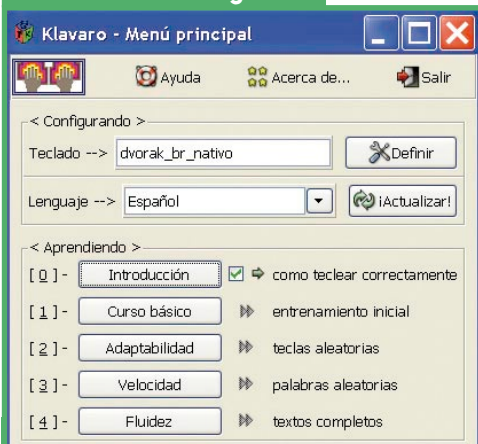 Klavaro - Menú principal
Ayuda Acerca de... Salir
< Configurando >
Teclado --> dvorak_br_nativo Definir
Lenguaje --> Español ¡Actualizar!
< Aprendiendo >
[ 0 ] - Introducción como teclear correctamente
[ 1 ] - Curso básico entrenamiento inicial
[ 2 ] - Adaptabilidad teclas aleatorias
[ 3 ] - Velocidad palabras aleatorias
[ 4 ] - Fluidez textos completos